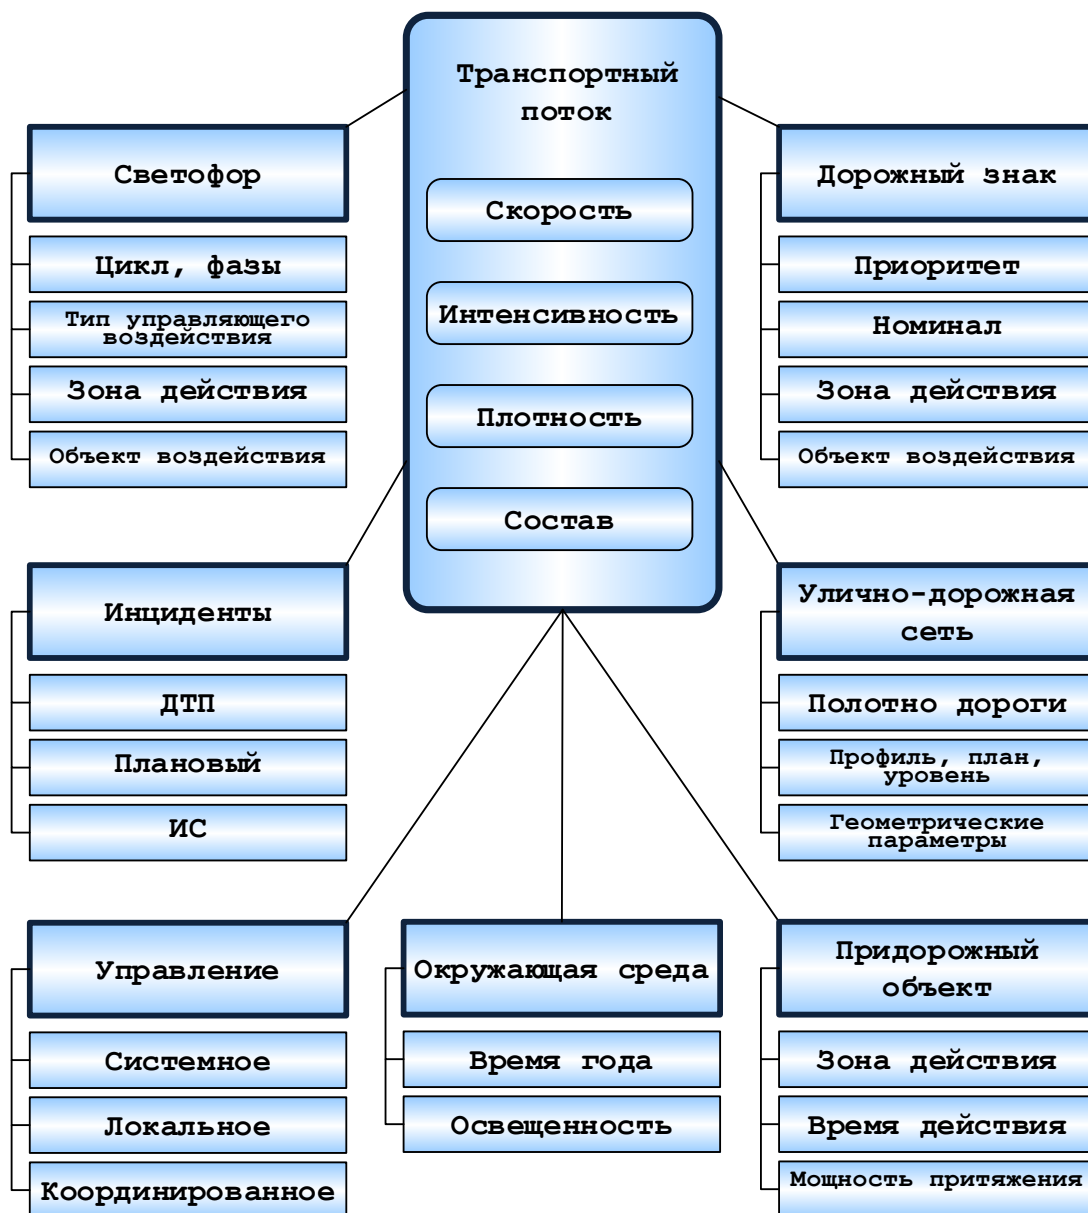 Транспортный
поток
Скорость
Интенсивность
Плотность
Состав
Светофор
Цикл, фазы
Тип управляющего
воздействия
Зона действия
Объект воздействия
Дорожный знак
Приоритет
Номинал
Зона действия
Объект воздействия
Инциденты
ДТП
Плановый
ИС
Улично-дорожная
сеть
Полотно дороги
Профиль, план,
уровень
Геометрические
параметры
Управление
Системное
Локальное
Координированное
Окружающая среда
Время года
Освещенность
Придорожный
объект
Зона действия
Время действия
Мощность притяжения